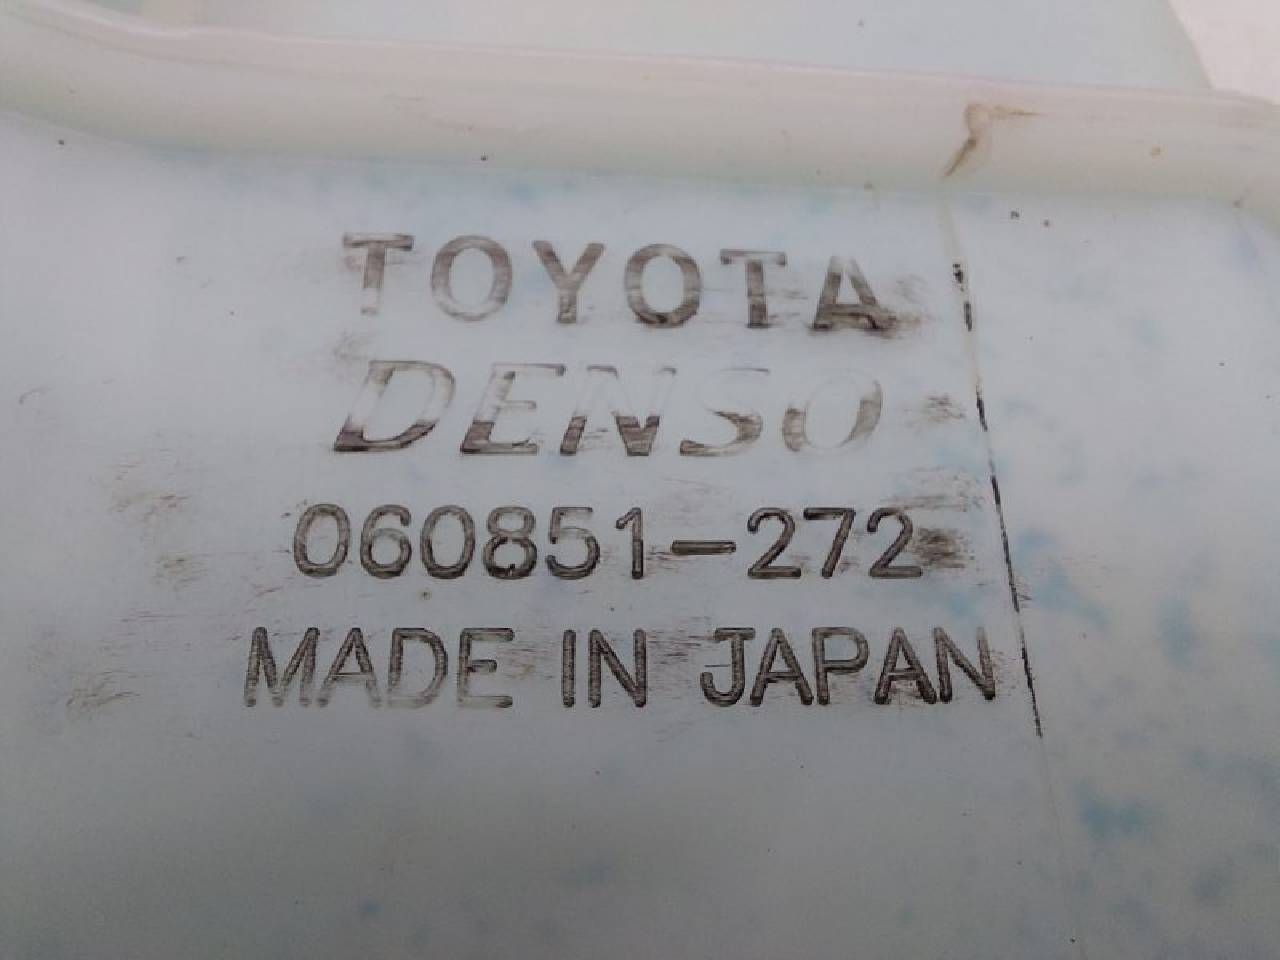 TOYOTA
DENSO
060851-272
MADE IN JAPAN